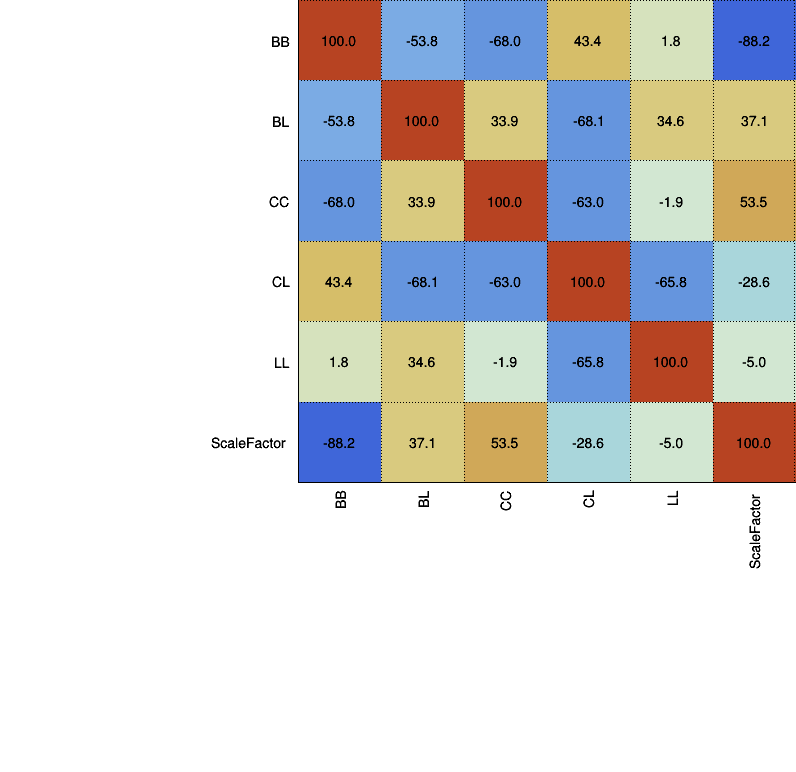 BB 100.0 -53.8 -68.0 43.4 1.8 -88.2
BL -53.8 100.0 33.9 -68.1 34.6 37.1
CC -68.0 33.9 100.0 -63.0 -1.9 53.5
CL 43.4 -68.1 -63.0 100.0 -65.8 -28.6
LL 1.8 34.6 -1.9 -65.8 100.0 -5.0
ScaleFactor -88.2 37.1 53.5 -28.6 -5.0 100.0
BB BL CC CL LL ScaleFactor